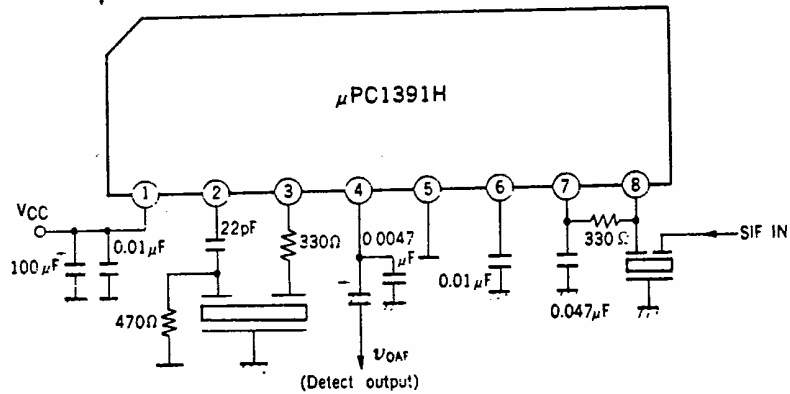 μPC1391H
1 2 3 4 5 6 7 8
VCC
22pF
330Ω
0.0047
μF
330 Ω
SIF IN
0.01μF
100μF
0.01μF
0.047μF
470Ω
υOAF
(Detect output)